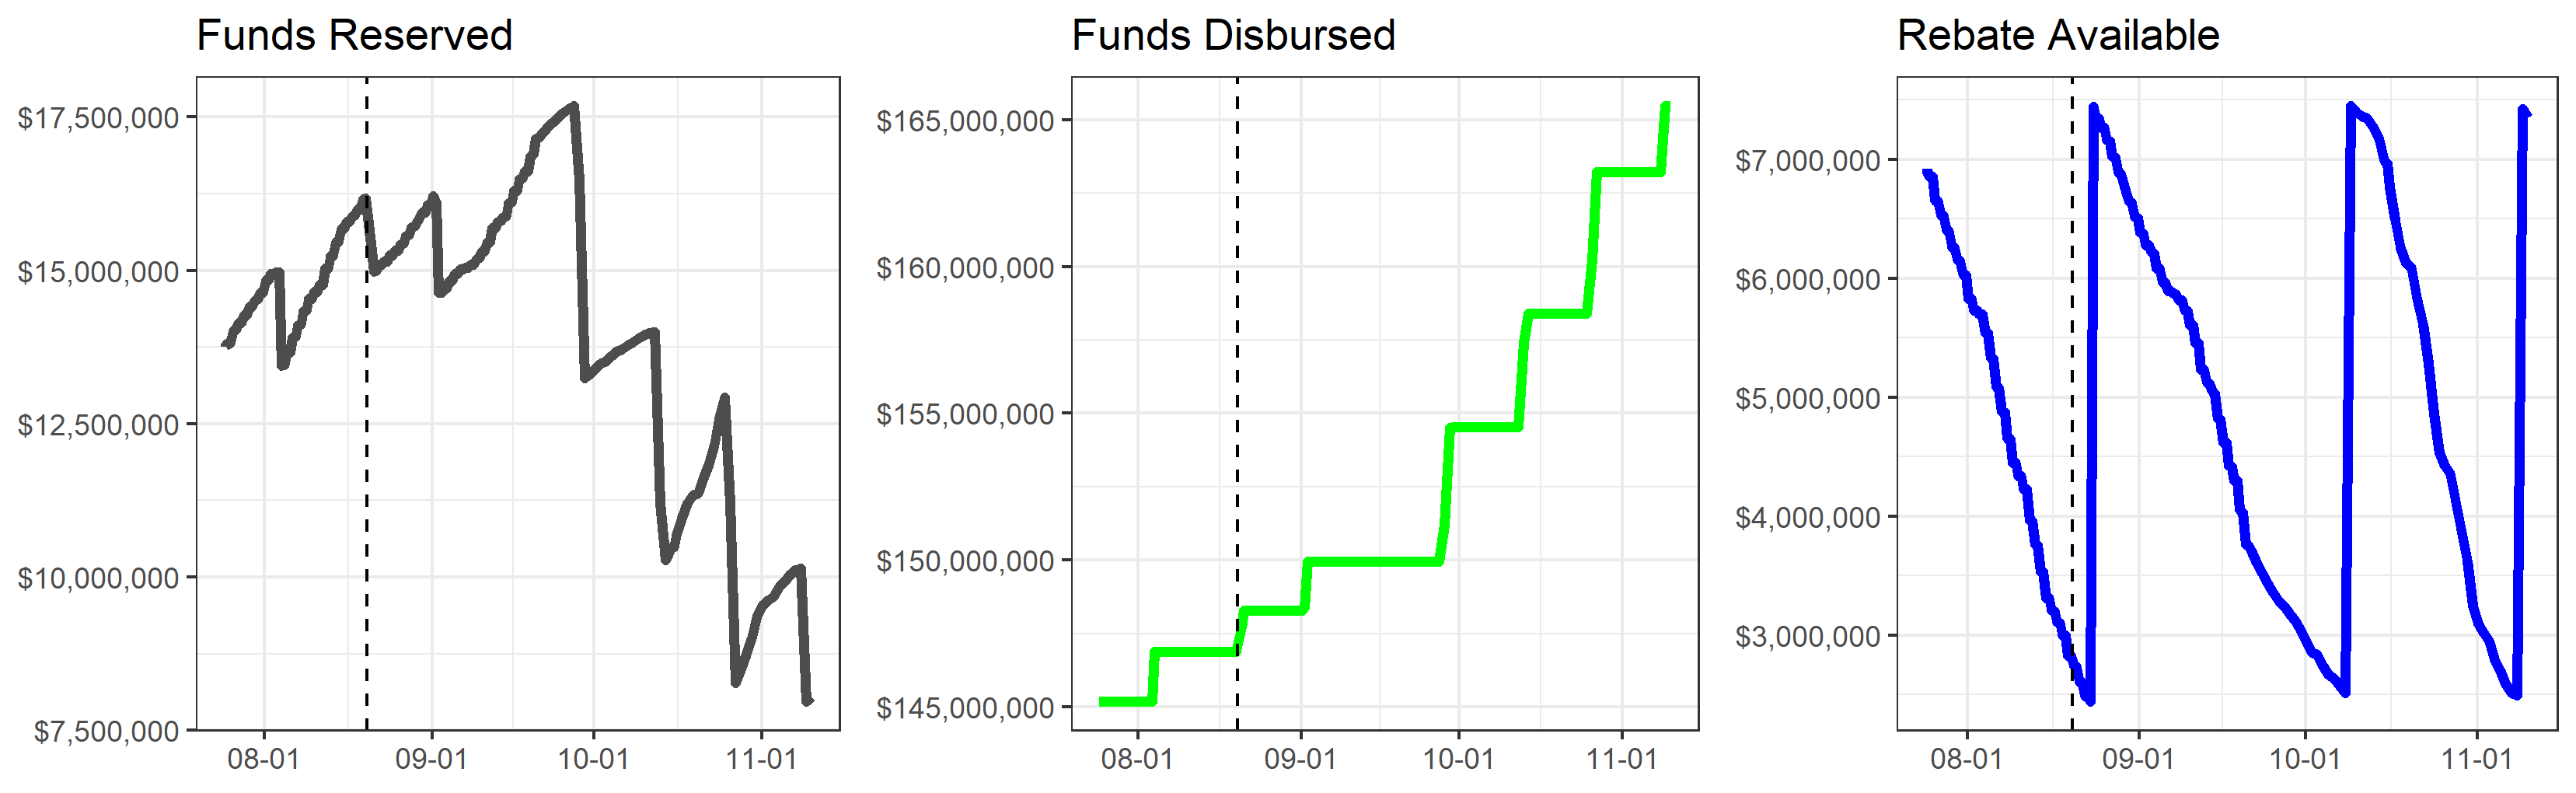 Funds Reserved
$17,500,000
$15,000,000
$12,500,000
$10,000,000
$7,500,000
08-01 09-01 10-01 11-01
Funds Disbursed
$165,000,000
$160,000,000
$155,000,000
$150,000,000
$145,000,000
08-01 09-01 10-01 11-01
Rebate Available
$7,000,000
$6,000,000
$5,000,000
$4,000,000
$3,000,000
08-01 09-01 10-01 11-01